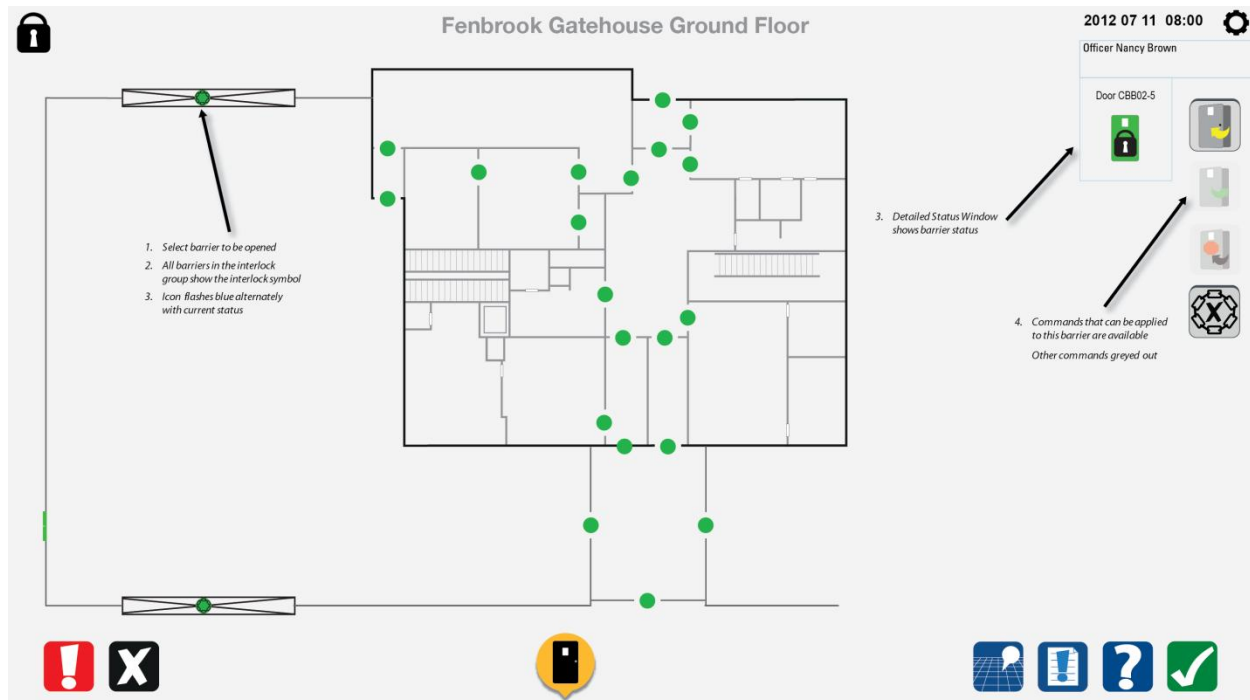 Fenbrook Gatehouse Ground Floor
2012 07 11 08:00
Officer Nancy Brown
Door CBB02-5
1. Select barrier to be opened
2. All barriers in the interlock
group show the interlock symbol
3. Icon flashes blue alternately
with current status
3. Detailed Status Window
shows barrier status
4. Commands that can be applied
to this barrier are available
Other commands greyed out
X
! X ! ?